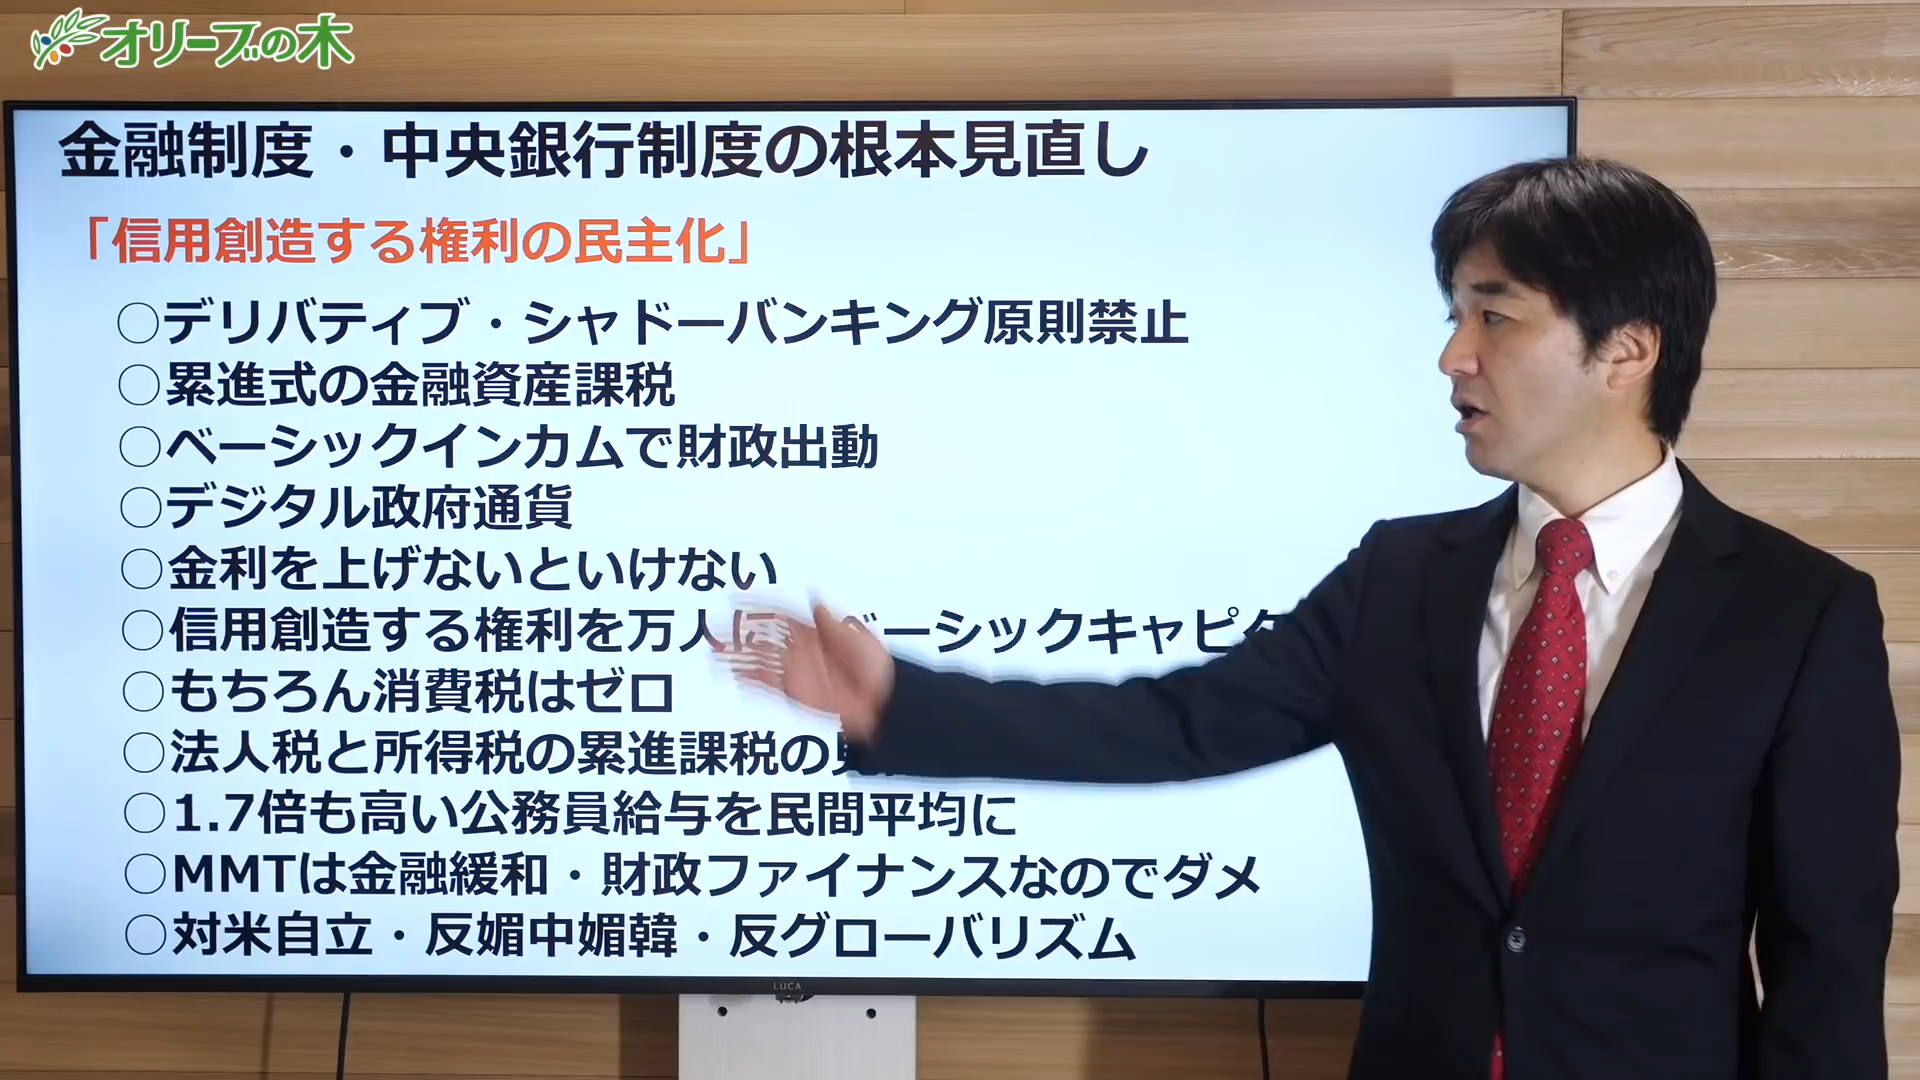 オリーブの木
金融制度・中央銀行制度の根本見直し
「信用創造する権利の民主化」
○デリバティブ・シャドーバンキング原則禁止
○累進式の金融資産課税
○ベーシックインカムで財政出動
○デジタル政府通貨
○金利を上げないといけない
○信用創造する権利を万人に ベーシックキャピタ
○もちろん消費税はゼロ
○法人税と所得税の累進課税の
○1.7倍も高い公務員給与を民間平均に
○MMTは金融緩和・財政ファイナンスなのでダメ
○対米自立・反媚中媚韓・反グローバリズム
LUCA